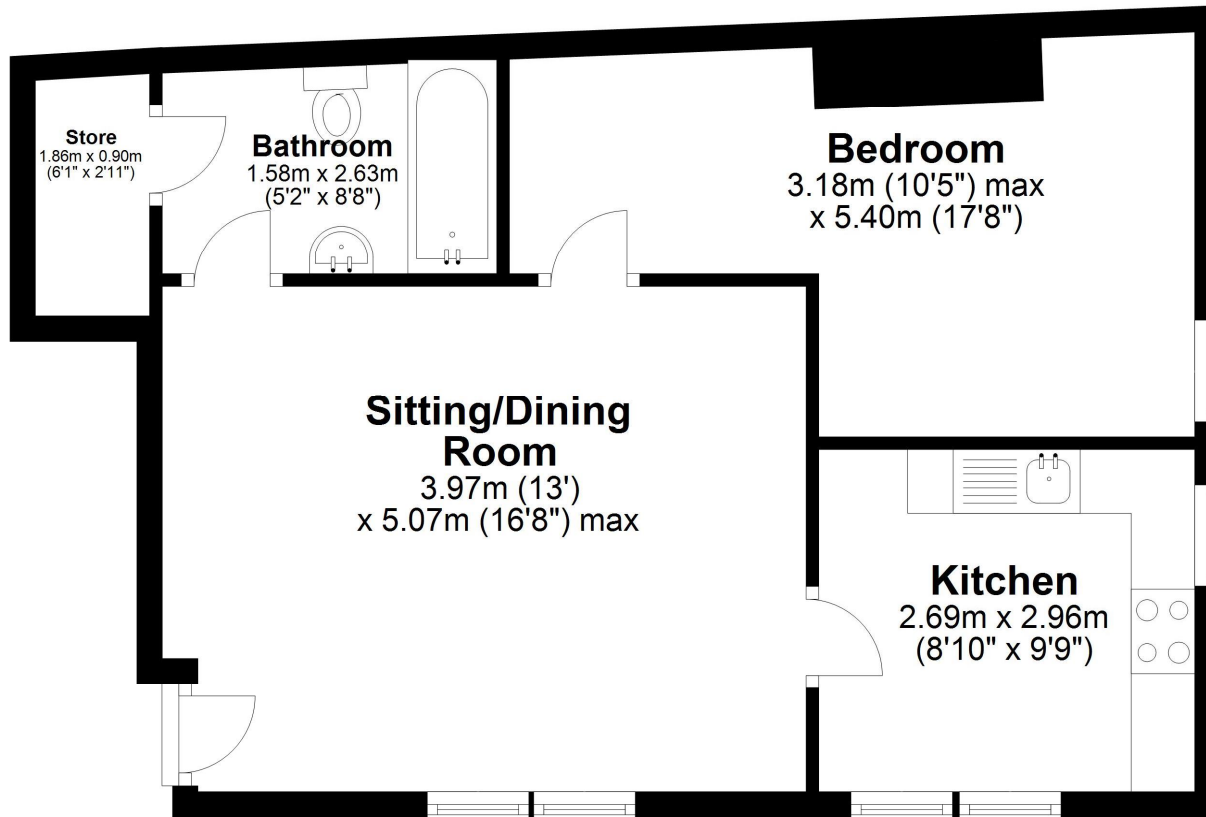 Store
1.86m x 0.90m
(6'1" x 2'11")
Bathroom
1.58m x 2.63m
(5'2" x 8'8")
Bedroom
3.18m (10'5") max
x 5.40m (17'8")
Sitting/Dining
Room
3.97m (13')
x 5.07m (16'8") max
Kitchen
2.69m x 2.96m
(8'10" x 9'9")